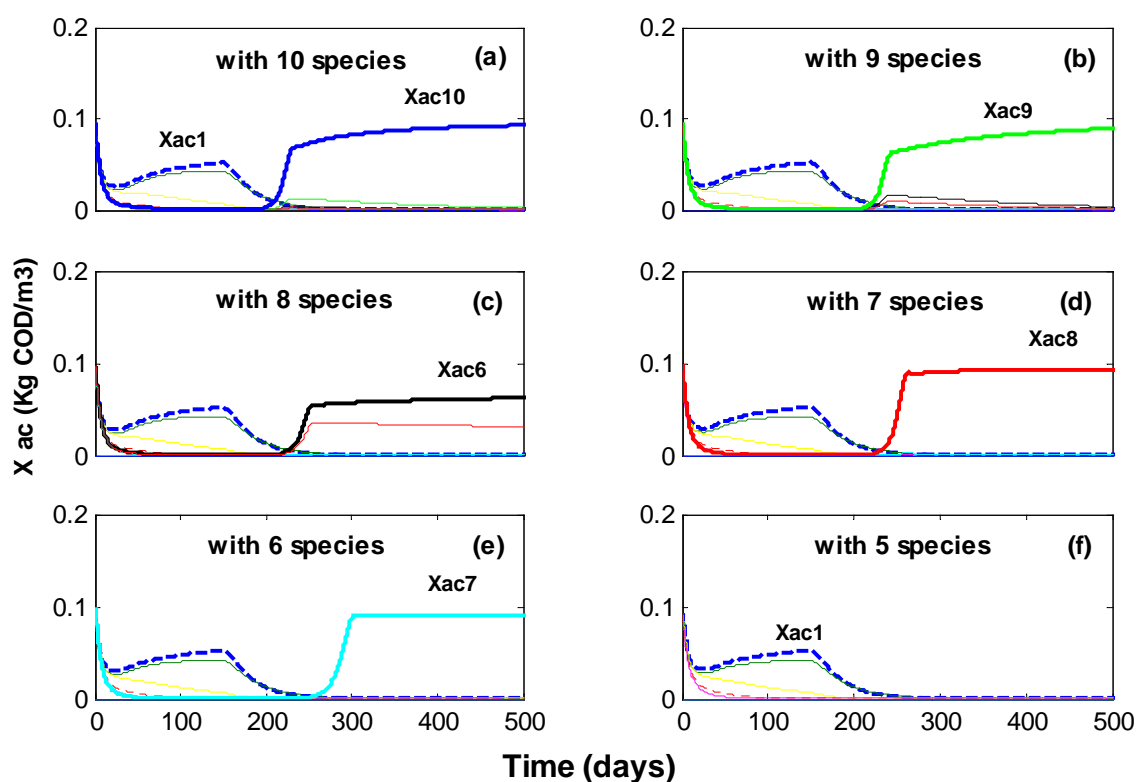 0.2
with 10 species
(a)
0.1
Xac10
Xac1
0
0.2
with 9 species
(b)
0.1
Xac9
0
0.2
with 8 species
(c)
0.1
Xac6
0
0.2
with 7 species
(d)
Xac8
0.1
0
0.2
with 6 species
(e)
Xac7
0.1
0
0 100 200 300 400 500
0.2
with 5 species
(f)
0.1
Xac1
0
0 100 200 300 400 500
X ac (Kg COD/m3)
Time (days)